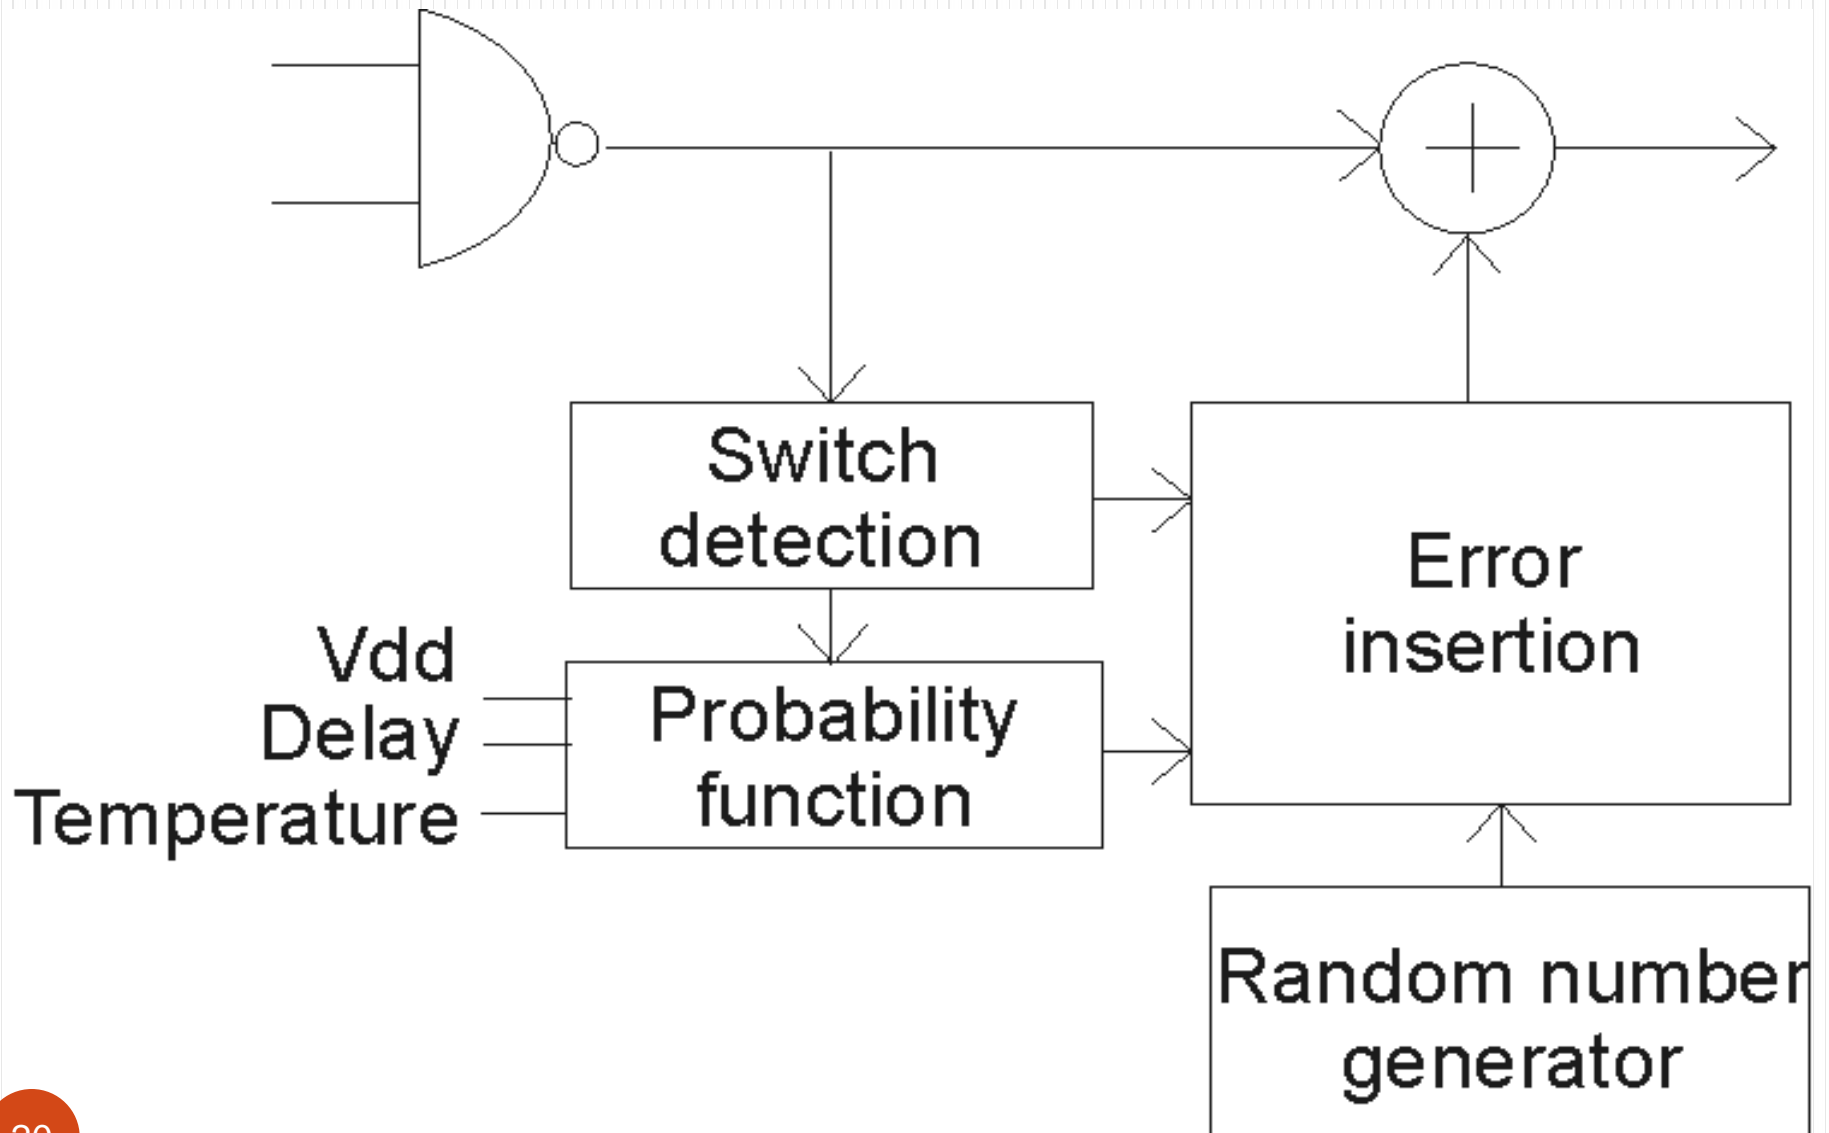 Switch
detection
Error
insertion
Vdd
Delay
Temperature
Probability
function
Random number
generator